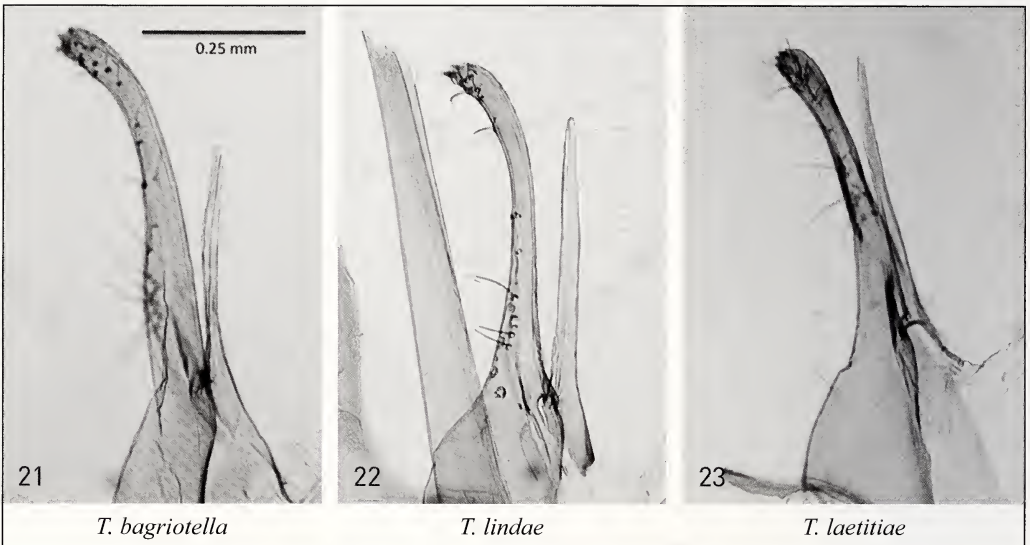 0.25 mm
21
22
23
T. bagriotella
T. lindae
T. laetitiae